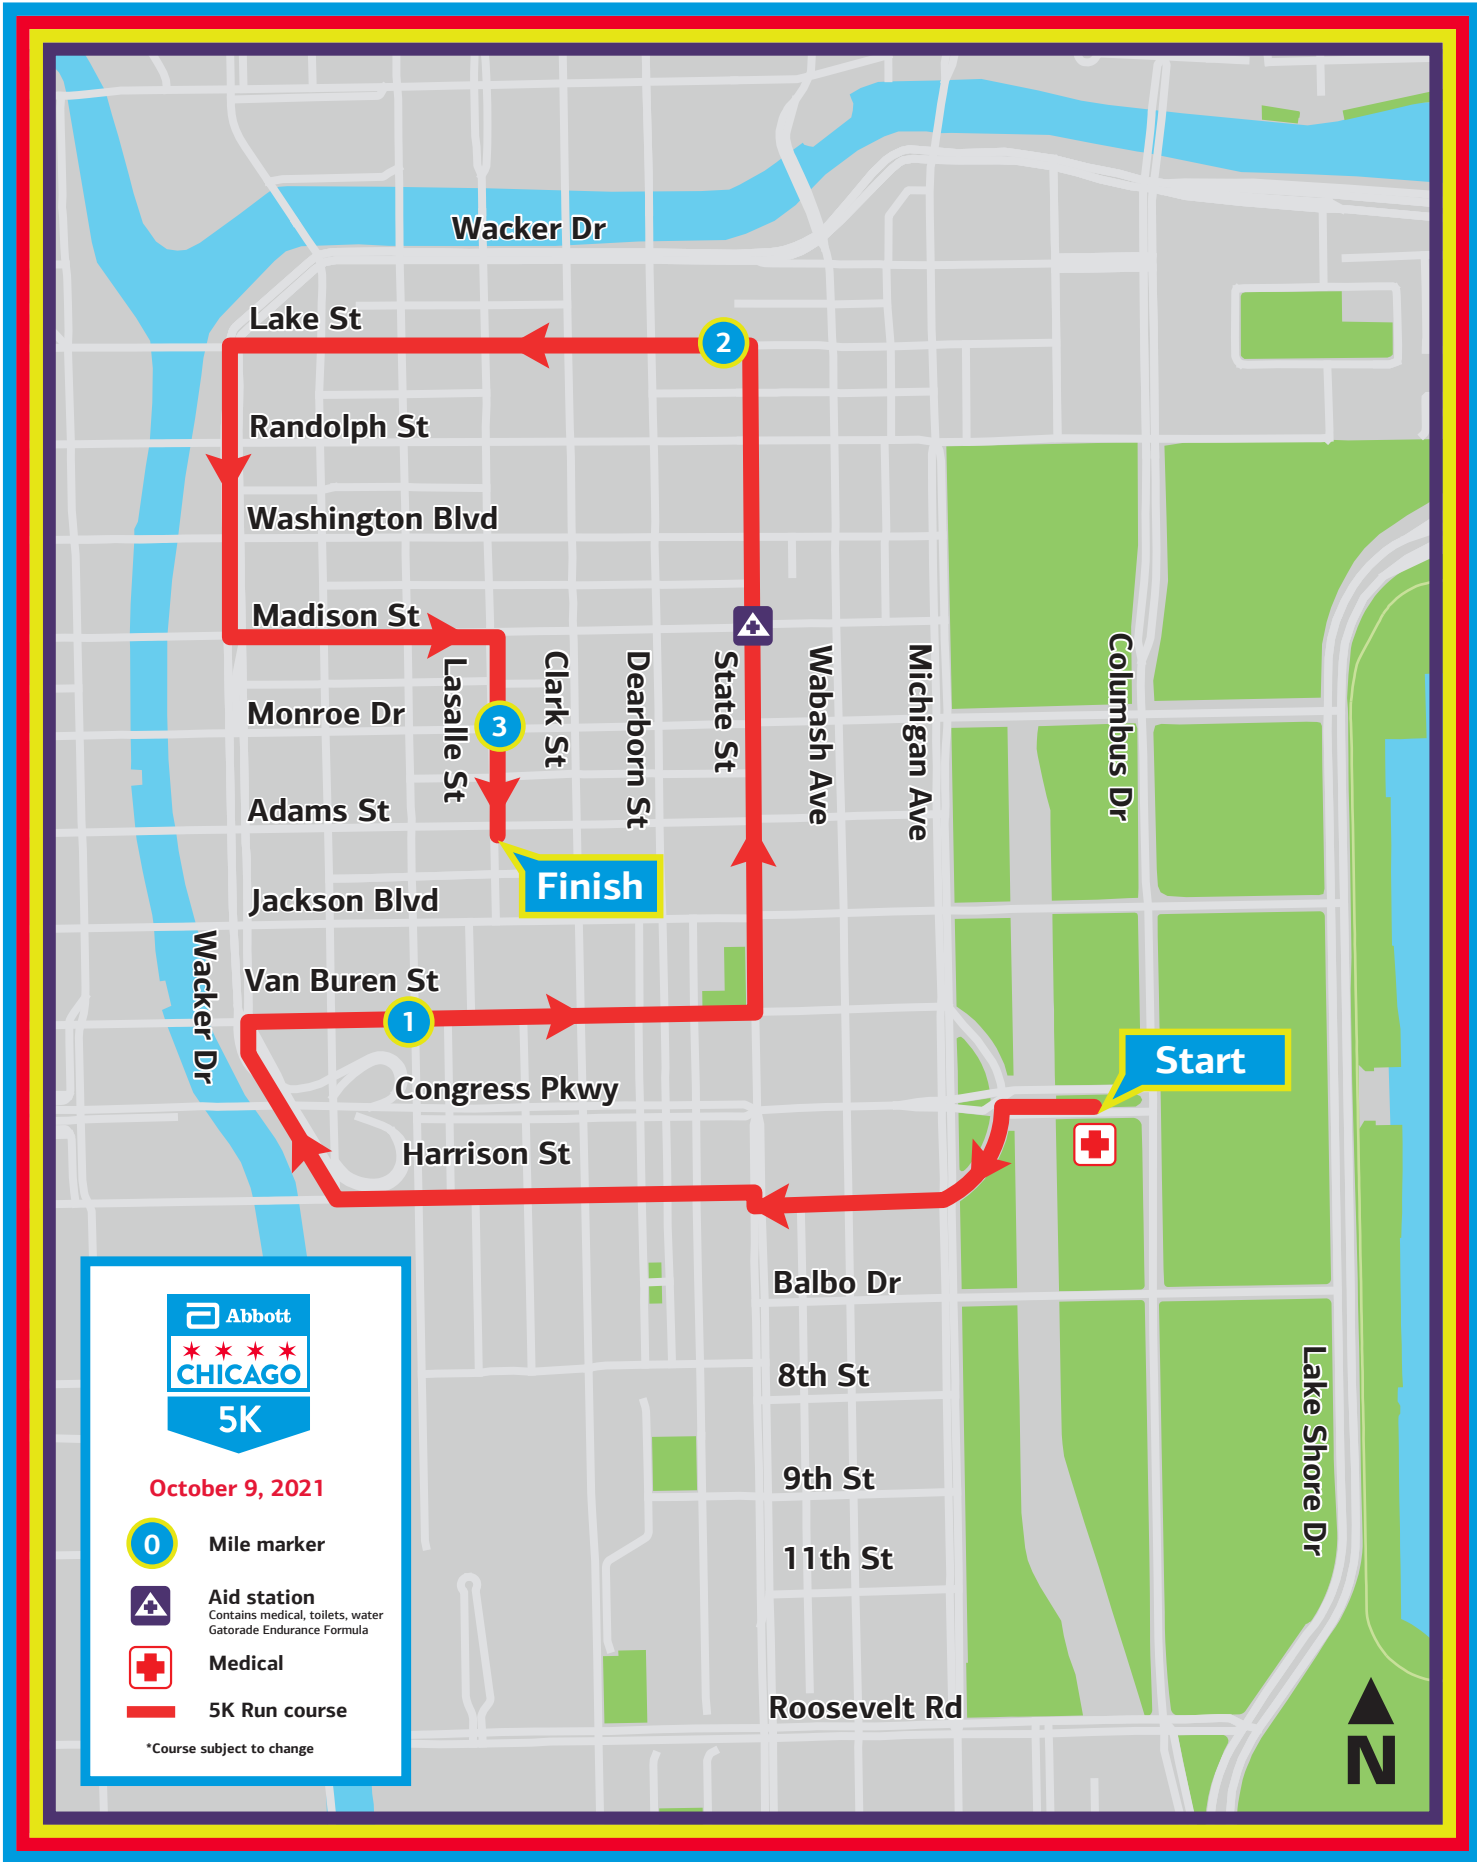 Wacker Dr
Lake St
2
Randolph St
Washington Blvd
Madison St
Lasalle St
Clark St
Dearborn St
State St
Wabash Ave
Michigan Ave
Columbus Dr
Monroe Dr
3
Adams St
Finish
Jackson Blvd
Wacker Dr
Van Buren St
1
Start
Congress Pkwy
Harrison St
Balbo Dr
8th St
9th St
11th St
Roosevelt Rd
Lake Shore Dr
N
Abbott
CHICAGO
5K
October 9, 2021
0 Mile marker
Aid station
Contains medical, toilets, water
Gatorade Endurance Formula
Medical
5K Run course
*Course subject to change